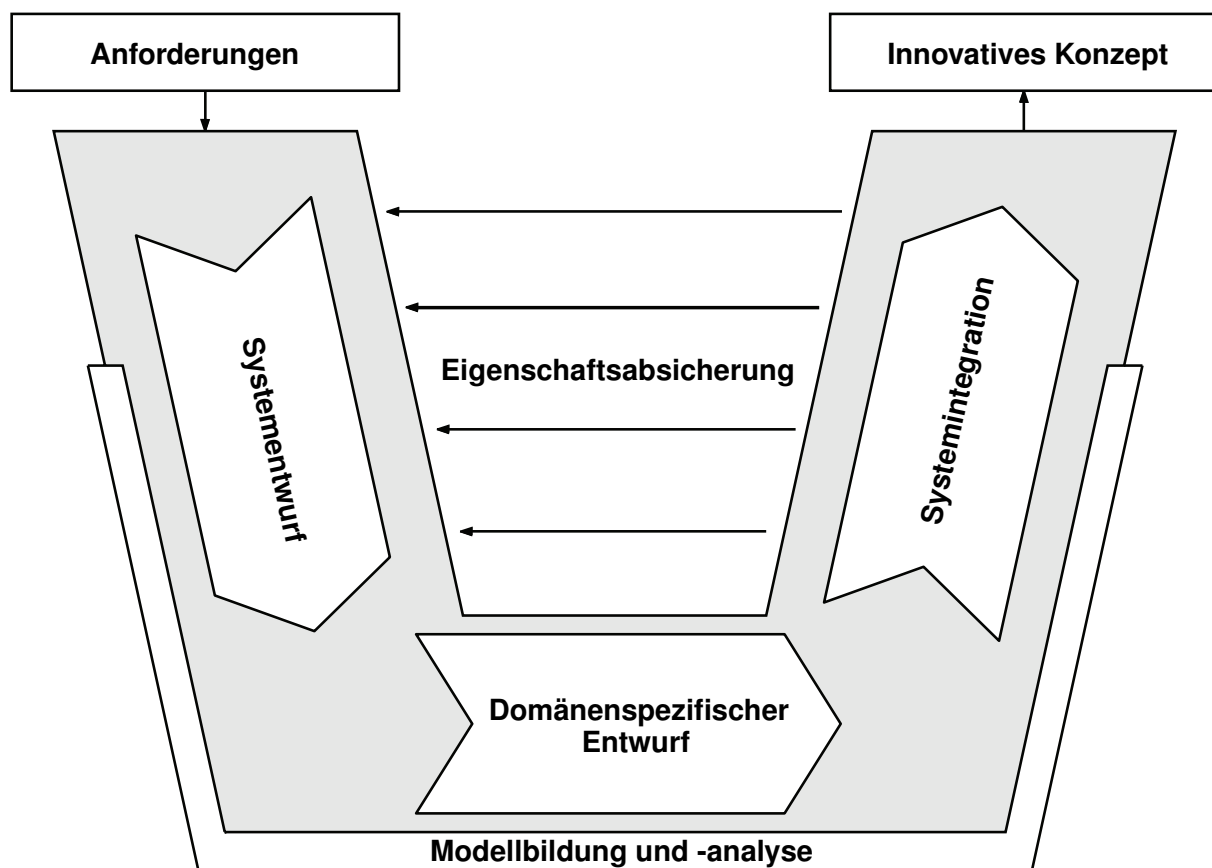 Anforderungen
Innovatives Konzept
Systementwurf
Eigenschaftsabsicherung
Systemintegration
Domänenspezifischer
Entwurf
Modellbildung und -analyse